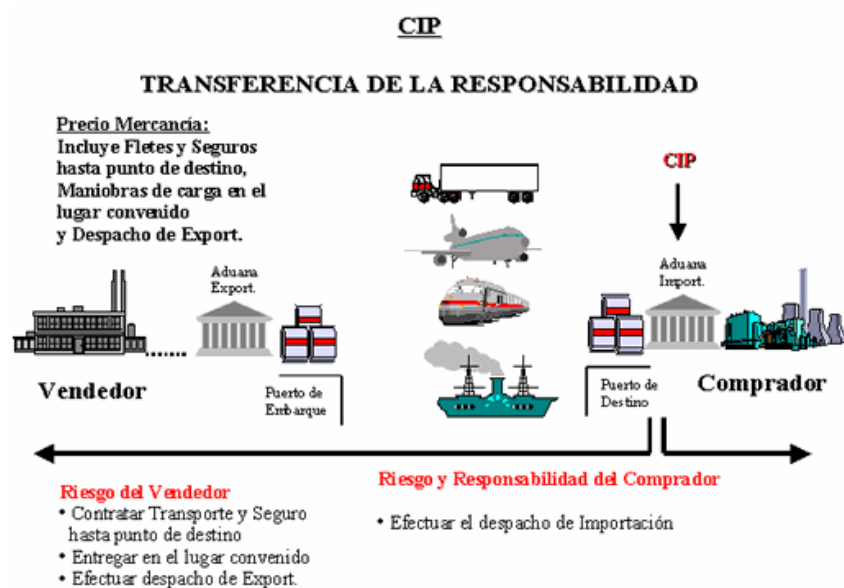 CIP
TRANSFERENCIA DE LA RESPONSABILIDAD
Precio Mercancía:
Incluye Fletes y Seguros
hasta punto de destino,
Maniobras de carga en el
lugar convenido
y Despacho de Export.
CIP
Aduana
Export.
Aduana
Import.
Vendedor
Puerto de
Embarque
Puerto de
Destino
Comprador
Riesgo del Vendedor
• Contratar Transporte y Seguro
hasta punto de destino
• Entregar en el lugar convenido
• Efectuar despacho de Export.
Riesgo y Responsabilidad del Comprador
• Efectuar el despacho de Importación